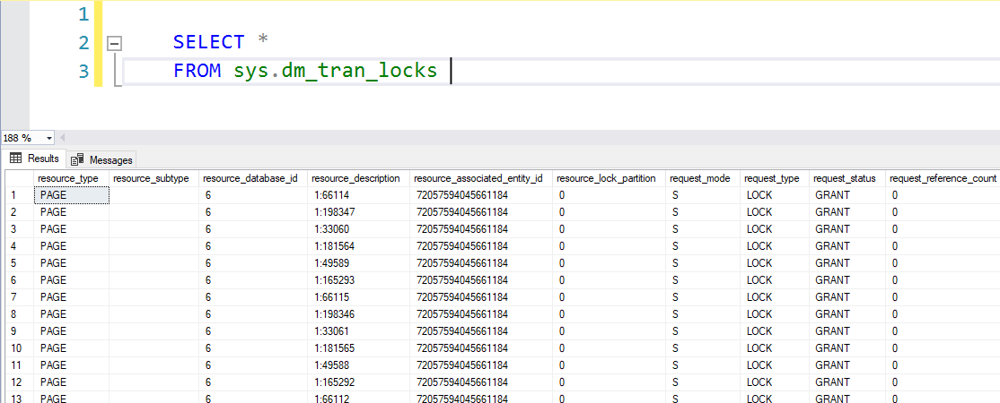 1
2 SELECT *
3 FROM sys.dm_tran_locks
188 %
Results Messages
resource_type resource_subtype resource_database_id resource_description resource_associated_entity_id resource_lock_partition request_mode request_type request_status request_reference_count
1 PAGE 6 1:66114 72057594045661184 0 S LOCK GRANT 0
2 PAGE 6 1:198347 72057594045661184 0 S LOCK GRANT 0
3 PAGE 6 1:33060 72057594045661184 0 S LOCK GRANT 0
4 PAGE 6 1:181564 72057594045661184 0 S LOCK GRANT 0
5 PAGE 6 1:49589 72057594045661184 0 S LOCK GRANT 0
6 PAGE 6 1:165293 72057594045661184 0 S LOCK GRANT 0
7 PAGE 6 1:66115 72057594045661184 0 S LOCK GRANT 0
8 PAGE 6 1:198346 72057594045661184 0 S LOCK GRANT 0
9 PAGE 6 1:33061 72057594045661184 0 S LOCK GRANT 0
10 PAGE 6 1:181565 72057594045661184 0 S LOCK GRANT 0
11 PAGE 6 1:49588 72057594045661184 0 S LOCK GRANT 0
12 PAGE 6 1:165292 72057594045661184 0 S LOCK GRANT 0
13 PAGE 6 1:66112 72057594045661184 0 S LOCK GRANT 0